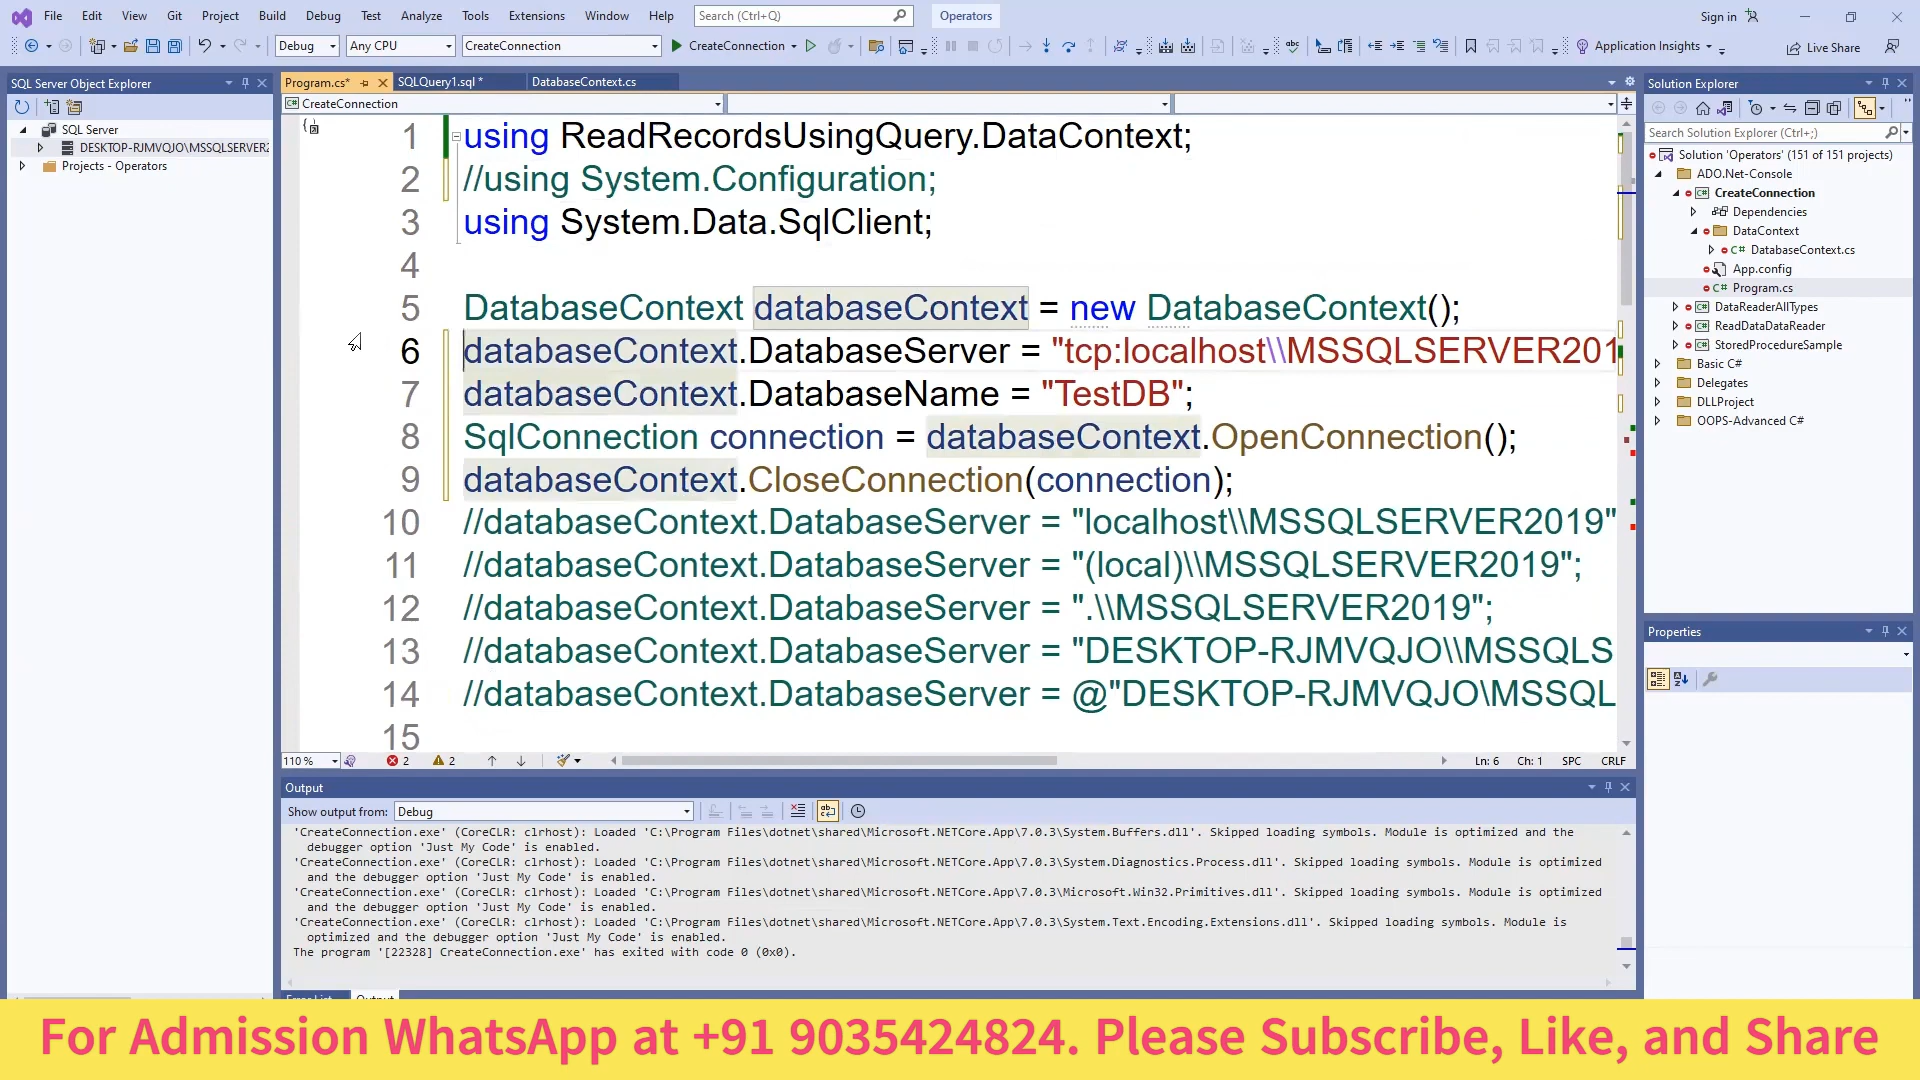 File Edit View Git Project Build Debug Test Analyze Tools Extensions Window Help Search (Ctrl+Q) Operators Sign in
Debug Any CPU CreateConnection CreateConnection Application Insights Live Share
SQL Server Object Explorer
SQL Server
DESKTOP-RJMVQJO\MSSQLSERVER2
Projects - Operators
Program.cs* SQLQuery1.sql * DatabaseContext.cs
CreateConnection
1 using ReadRecordsUsingQuery.DataContext;
2 //using System.Configuration;
3 using System.Data.SqlClient;
4
5 DatabaseContext databaseContext = new DatabaseContext();
6 databaseContext.DatabaseServer = "tcp:localhost\\MSSQLSERVER201
7 databaseContext.DatabaseName = "TestDB";
8 SqlConnection connection = databaseContext.OpenConnection();
9 databaseContext.CloseConnection(connection);
10 //databaseContext.DatabaseServer = "localhost\\MSSQLSERVER2019"
11 //databaseContext.DatabaseServer = "(local)\\MSSQLSERVER2019";
12 //databaseContext.DatabaseServer = ".\\MSSQLSERVER2019";
13 //databaseContext.DatabaseServer = "DESKTOP-RJMVQJO\\MSSQLS
14 //databaseContext.DatabaseServer = @"DESKTOP-RJMVQJO\MSSQL
15
110 % 2 2 Ln: 6 Ch: 1 SPC CRLF
Output
Show output from: Debug
'CreateConnection.exe' (CoreCLR: clrhost): Loaded 'C:\Program Files\dotnet\shared\Microsoft.NETCore.App\7.0.3\System.Buffers.dll'. Skipped loading symbols. Module is optimized and the
debugger option 'Just My Code' is enabled.
'CreateConnection.exe' (CoreCLR: clrhost): Loaded 'C:\Program Files\dotnet\shared\Microsoft.NETCore.App\7.0.3\System.Diagnostics.Process.dll'. Skipped loading symbols. Module is optimized
and the debugger option 'Just My Code' is enabled.
'CreateConnection.exe' (CoreCLR: clrhost): Loaded 'C:\Program Files\dotnet\shared\Microsoft.NETCore.App\7.0.3\Microsoft.Win32.Primitives.dll'. Skipped loading symbols. Module is optimized
and the debugger option 'Just My Code' is enabled.
'CreateConnection.exe' (CoreCLR: clrhost): Loaded 'C:\Program Files\dotnet\shared\Microsoft.NETCore.App\7.0.3\System.Text.Encoding.Extensions.dll'. Skipped loading symbols. Module is
optimized and the debugger option 'Just My Code' is enabled.
The program '[22328] CreateConnection.exe' has exited with code 0 (0x0).
Error List Output
Solution Explorer
Search Solution Explorer (Ctrl+;)
Solution 'Operators' (151 of 151 projects)
ADO.Net-Console
CreateConnection
Dependencies
DataContext
DatabaseContext.cs
App.config
Program.cs
DataReaderAllTypes
ReadDataDataReader
StoredProcedureSample
Basic C#
Delegates
DLLProject
OOPS-Advanced C#
Properties
For Admission WhatsApp at +91 9035424824. Please Subscribe, Like, and Share